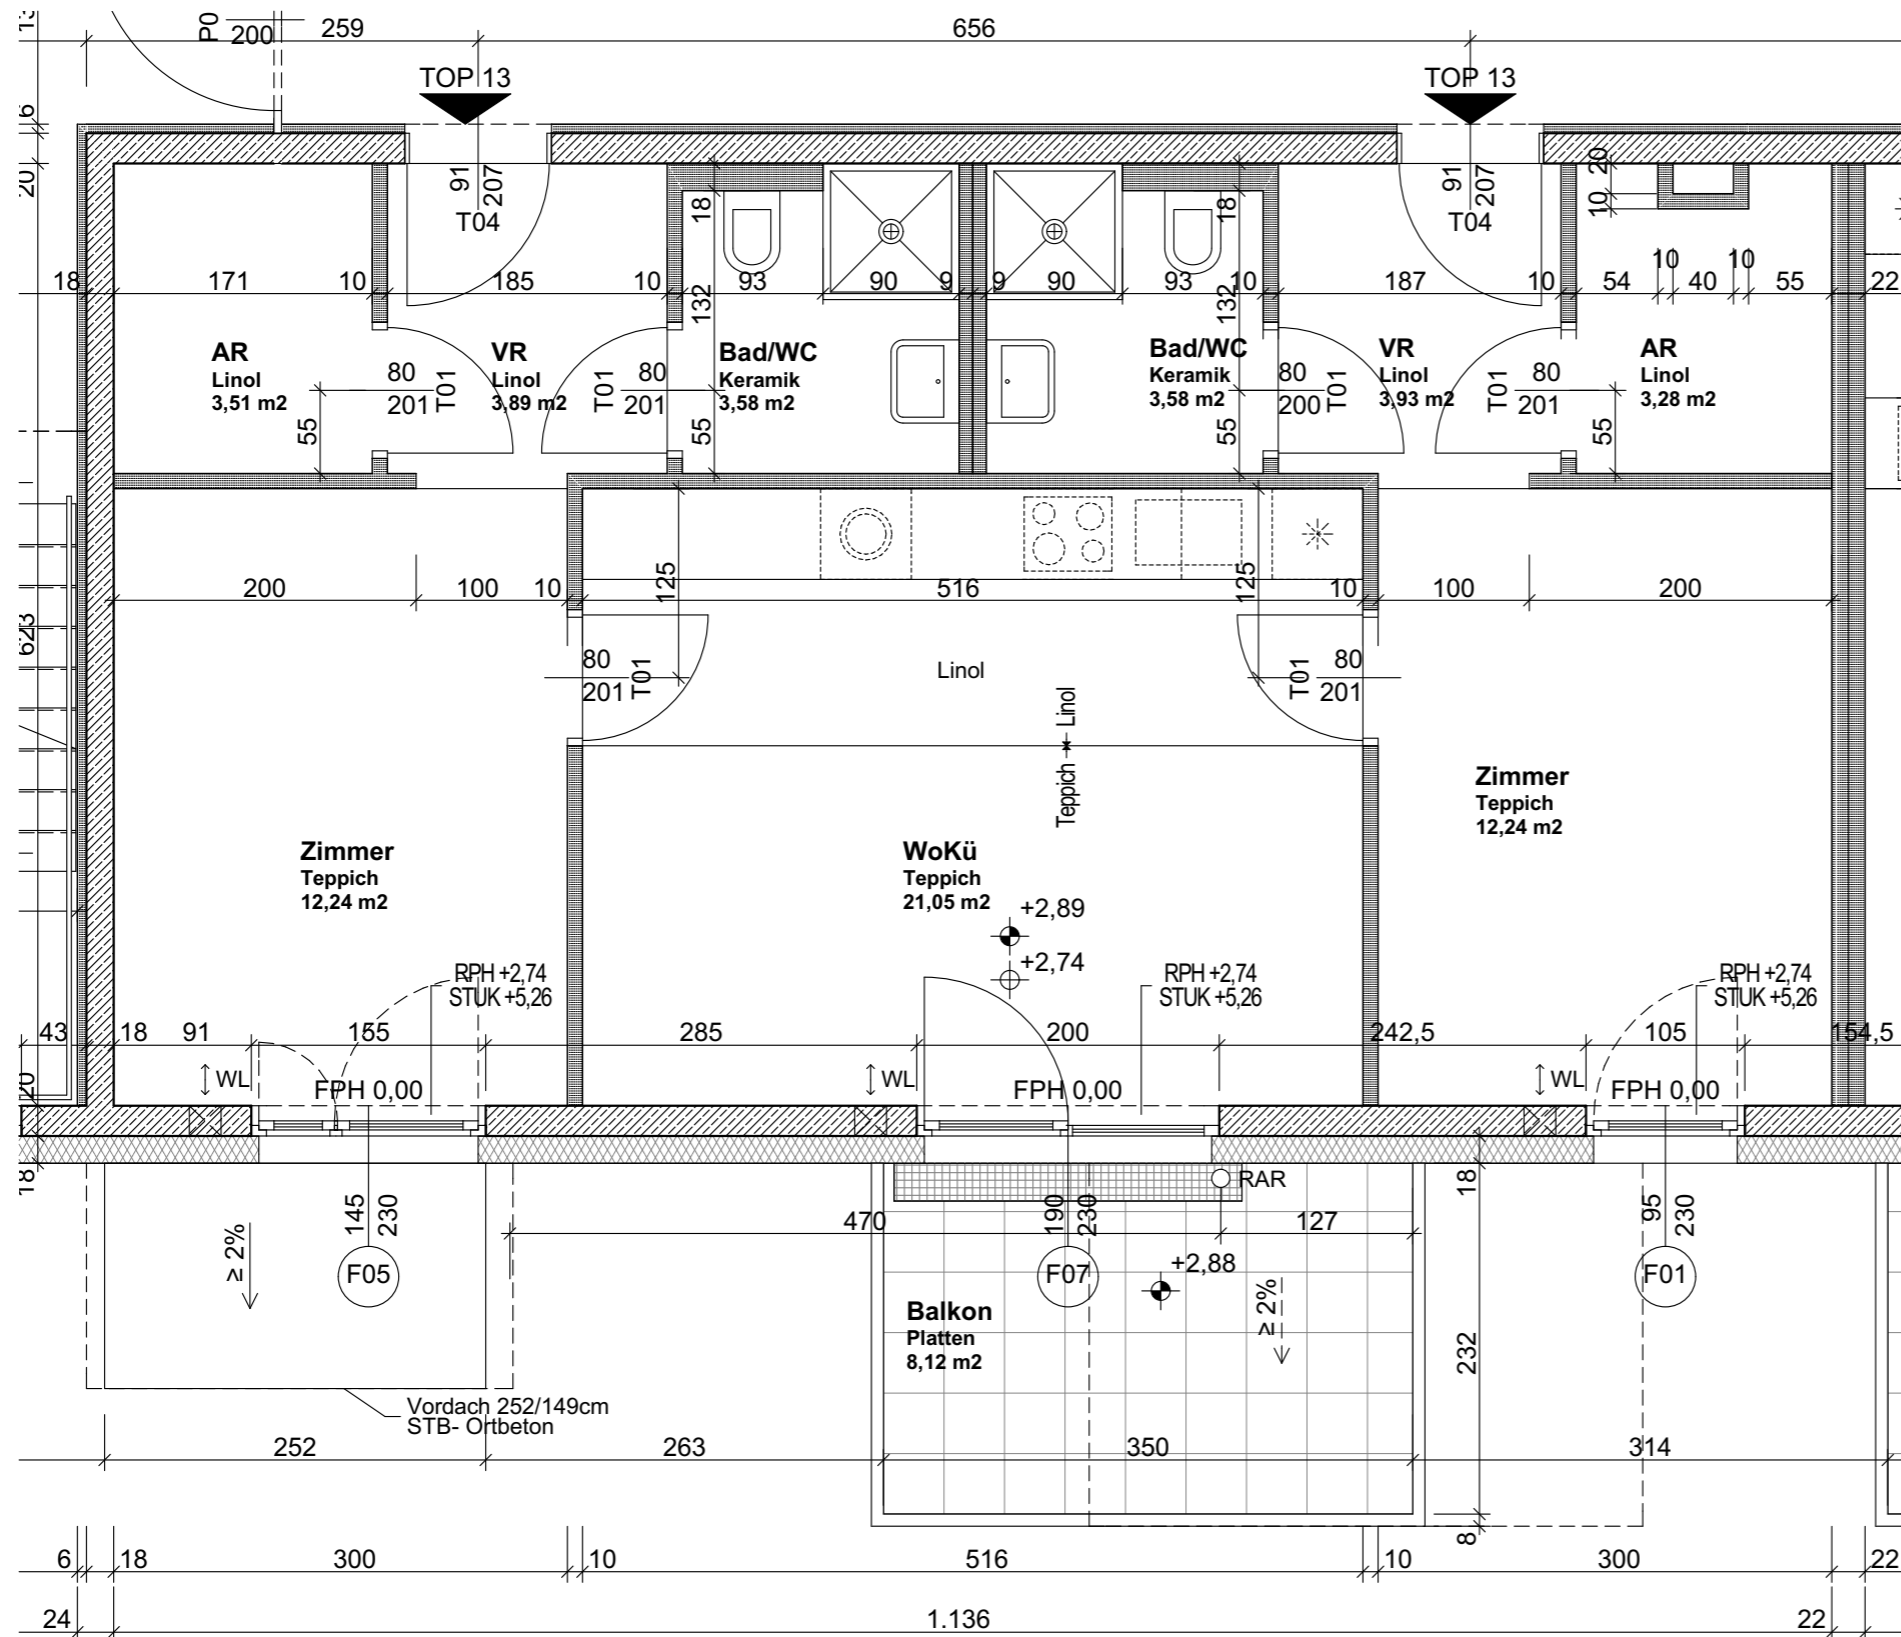 13
P0
200
259
656
TOP 13
TOP 13
6
20
91
207
T04
91
207
T04
20
10
18
18
18
171
10
185
10
93
90
9
9
90
93
10
187
10
54
10
40
10
55
22
132
132
AR
Linol
3,51 m2
80
201
T01
VR
Linol
3,89 m2
T01
80
201
Bad/WC
Keramik
3,58 m2
Bad/WC
Keramik
3,58 m2
80
200
T01
VR
Linol
3,93 m2
T01
80
201
AR
Linol
3,28 m2
55
55
55
55
200
100
10
125
516
125
10
100
200
623
80
201
T01
Linol
T01
80
201
Teppich
Linol
Zimmer
Teppich
12,24 m2
Zimmer
Teppich
12,24 m2
WoKü
Teppich
21,05 m2
+2,89
+2,74
RPH +2,74
STUK +5,26
RPH +2,74
STUK +5,26
RPH +2,74
STUK +5,26
43
18
91
155
285
200
242,5
105
154,5
20
WL
FPH 0,00
WL
FPH 0,00
WL
FPH 0,00
18
145
230
F05
≥ 2%
470
190
230
F07
RAR
127
+2,88
≥ 2%
18
232
8
95
230
F01
Balkon
Platten
8,12 m2
Vordach 252/149cm
STB- Ortbeton
252
263
350
314
6
18
300
10
516
10
300
22
24
1.136
22